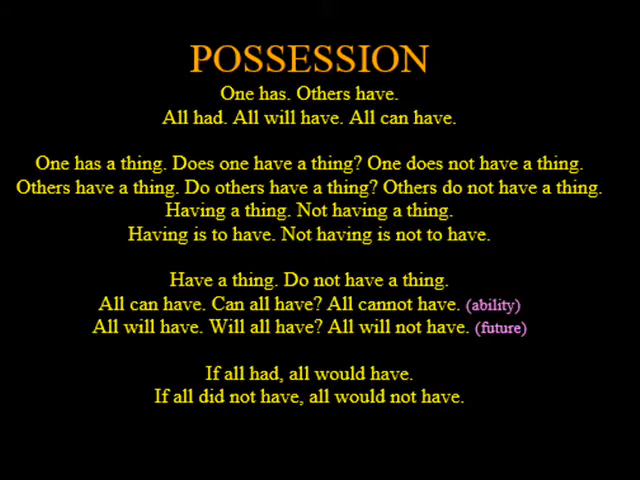 POSSESSION
One has. Others have.
All had. All will have. All can have.
One has a thing. Does one have a thing? One does not have a thing.
Others have a thing. Do others have a thing? Others do not have a thing.
Having a thing. Not having a thing.
Having is to have. Not having is not to have.
Have a thing. Do not have a thing.
All can have. Can all have? All cannot have. (ability)
All will have. Will all have? All will not have. (future)
If all had, all would have.
If all did not have, all would not have.